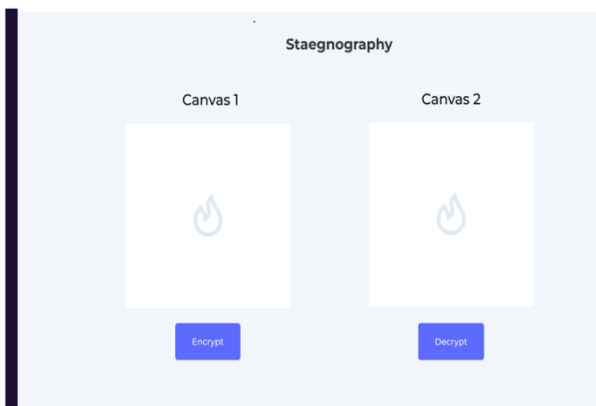 Staegnography
Canvas 1
Canvas 2
Encrypt
Decrypt